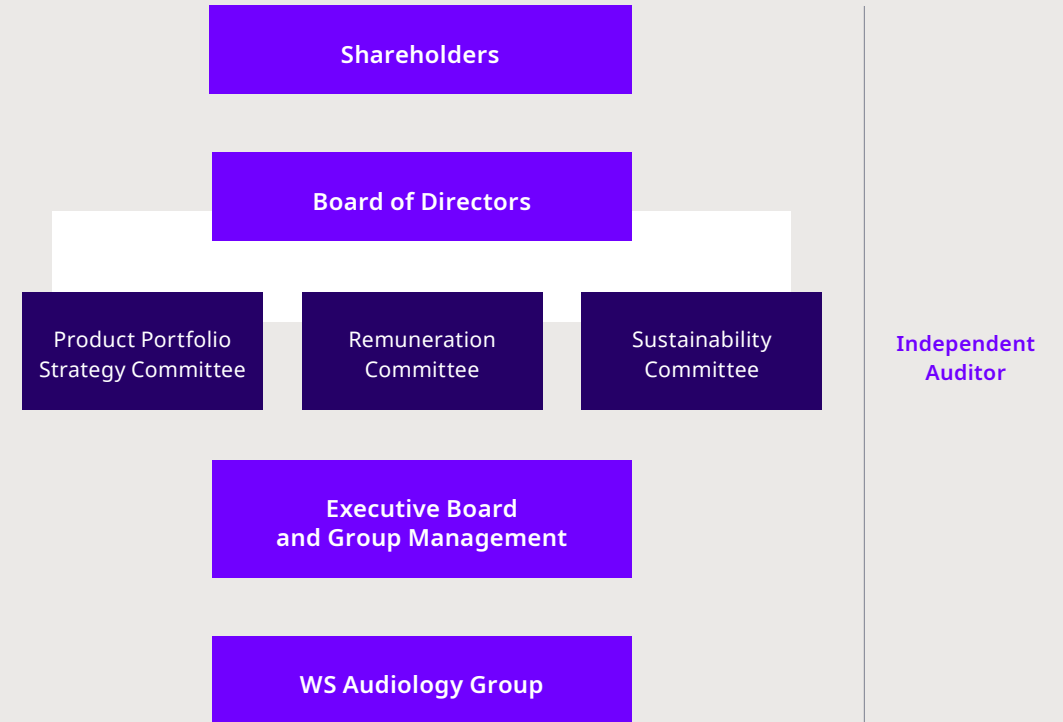 Shareholders
Board of Directors
Product Portfolio
Strategy Committee
Remuneration
Committee
Sustainability
Committee
Independent
Auditor
Executive Board
and Group Management
WS Audiology Group